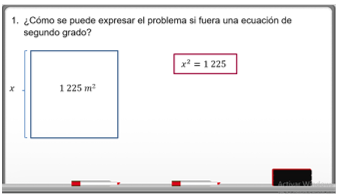 1. ¿Cómo se puede expresar el problema si fuera una ecuación de
segundo grado?
x² = 1 225
x
1 225 m²
Activar